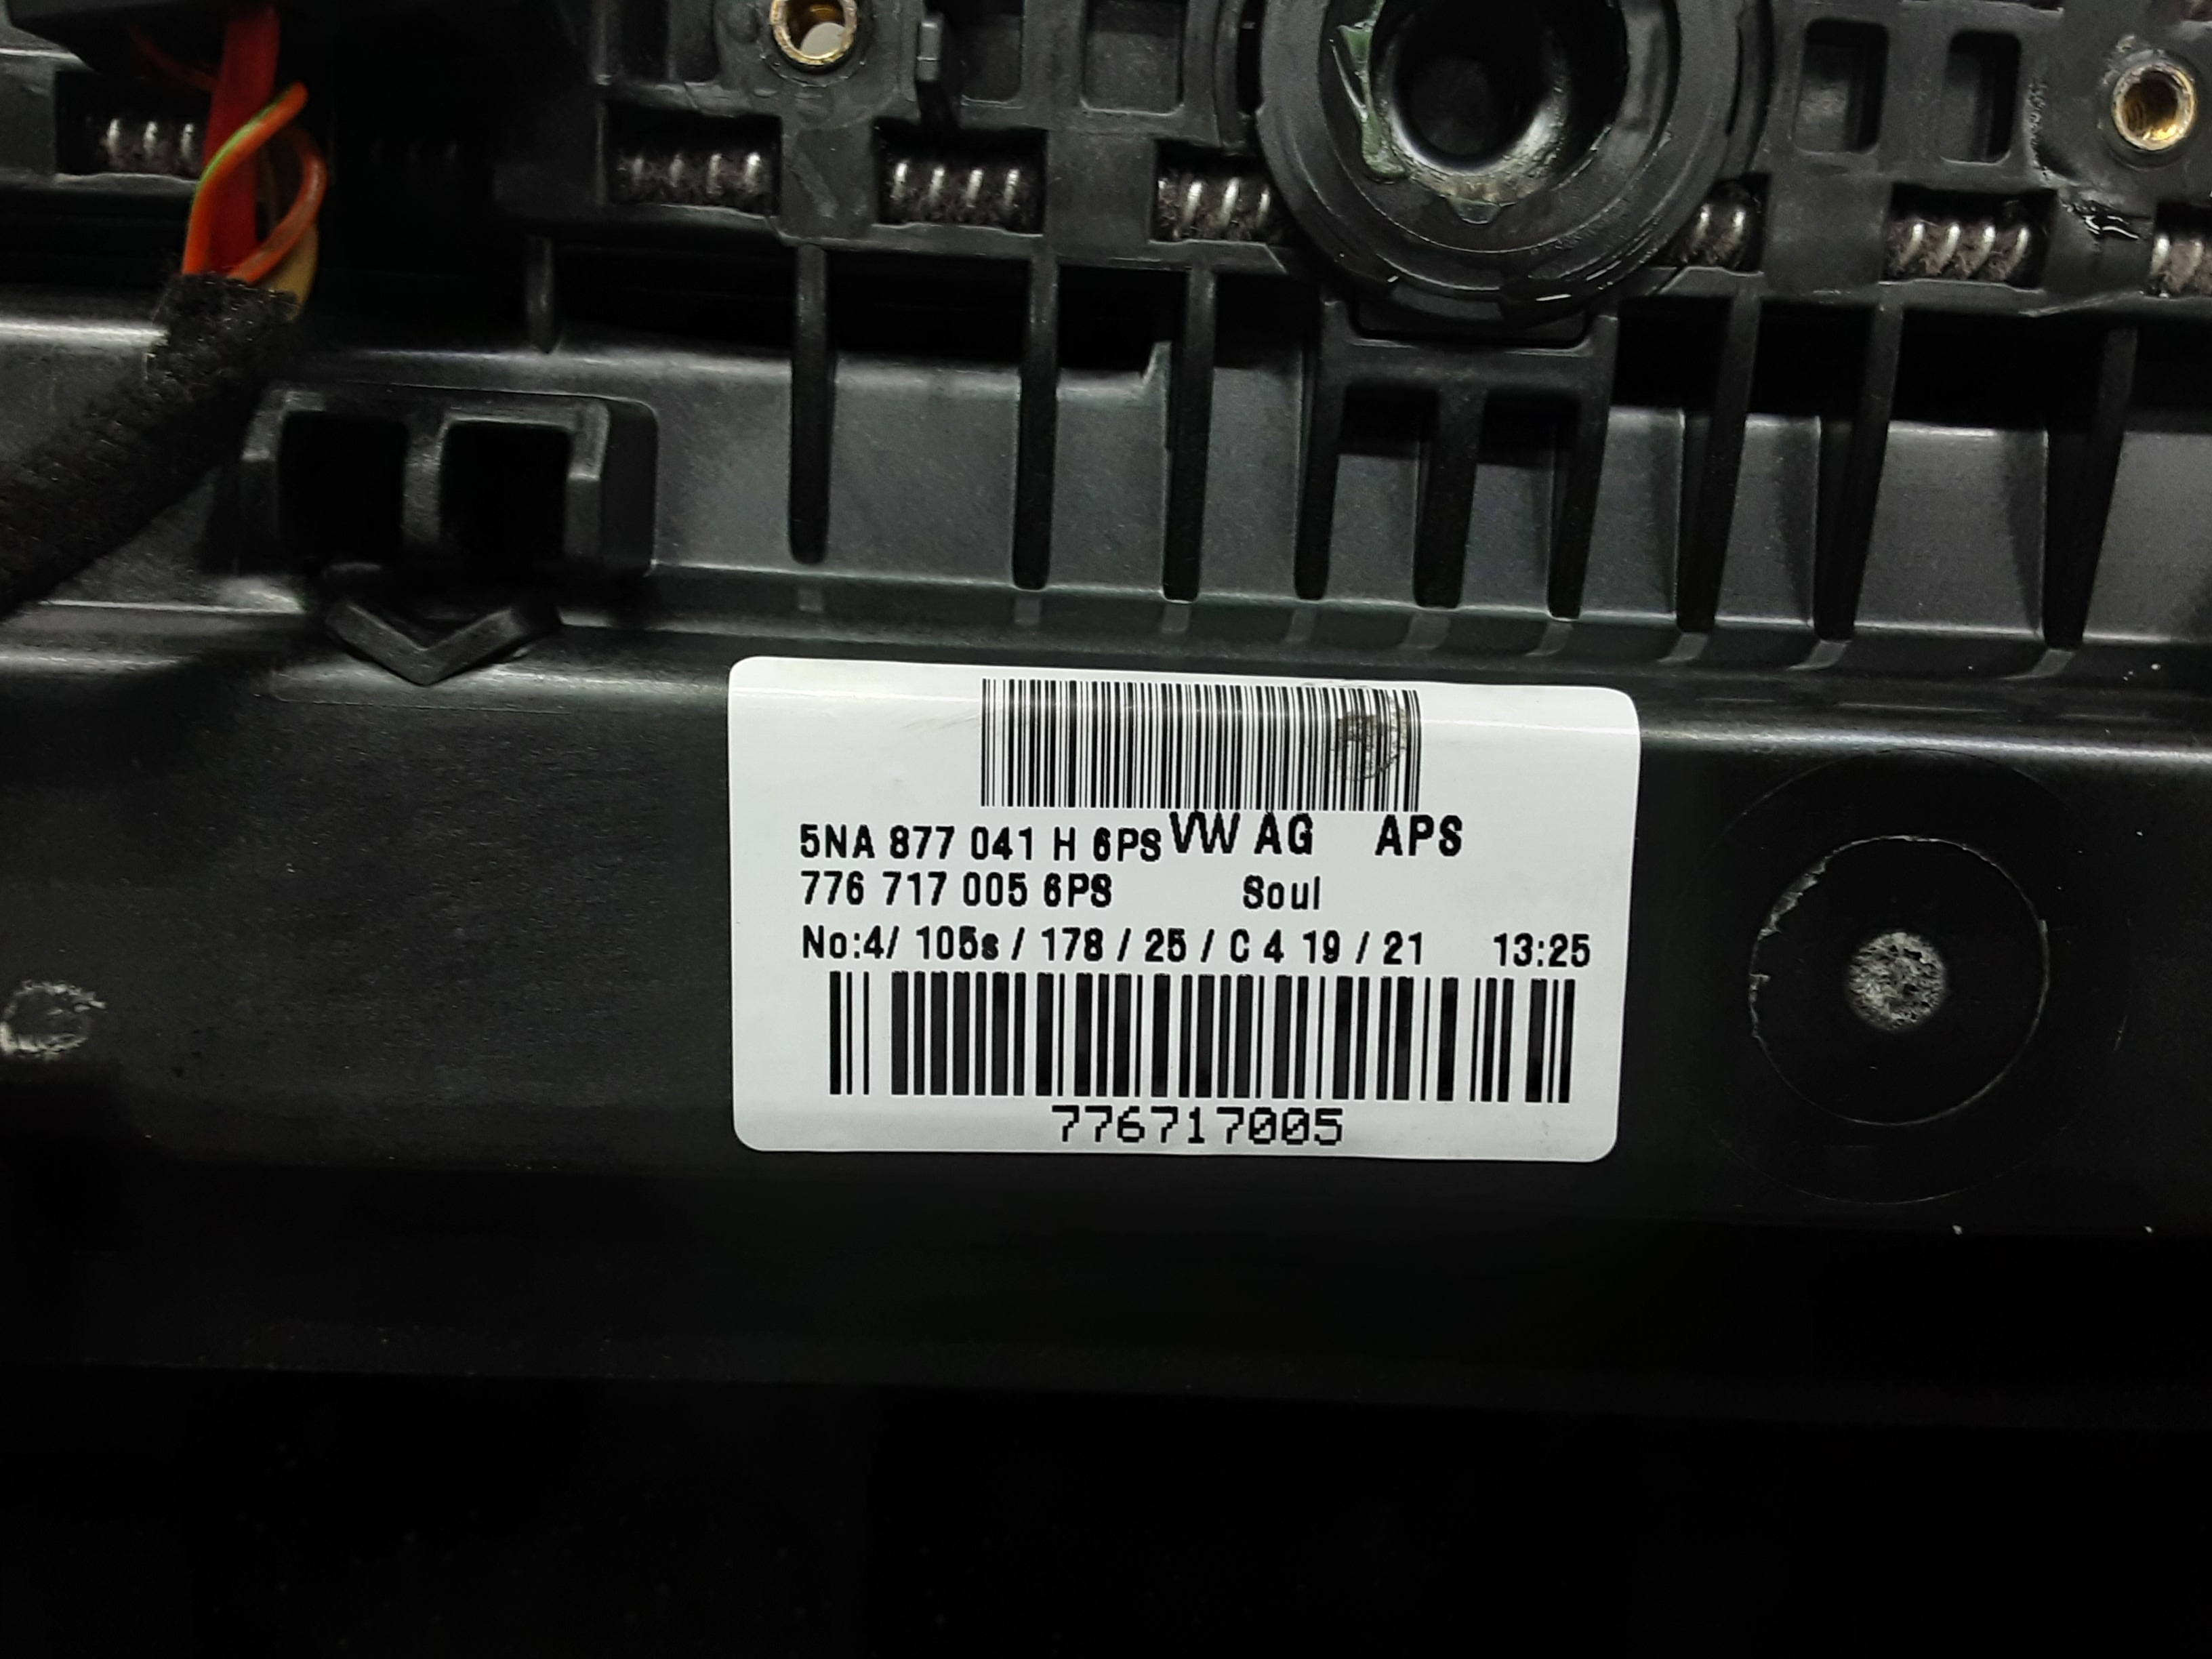 5NA 877 041 H 6PS VW AG APS
776 717 005 6PS Soul
No:4/ 105s / 178 / 25 / C 4 19 / 21 13:25
776717005